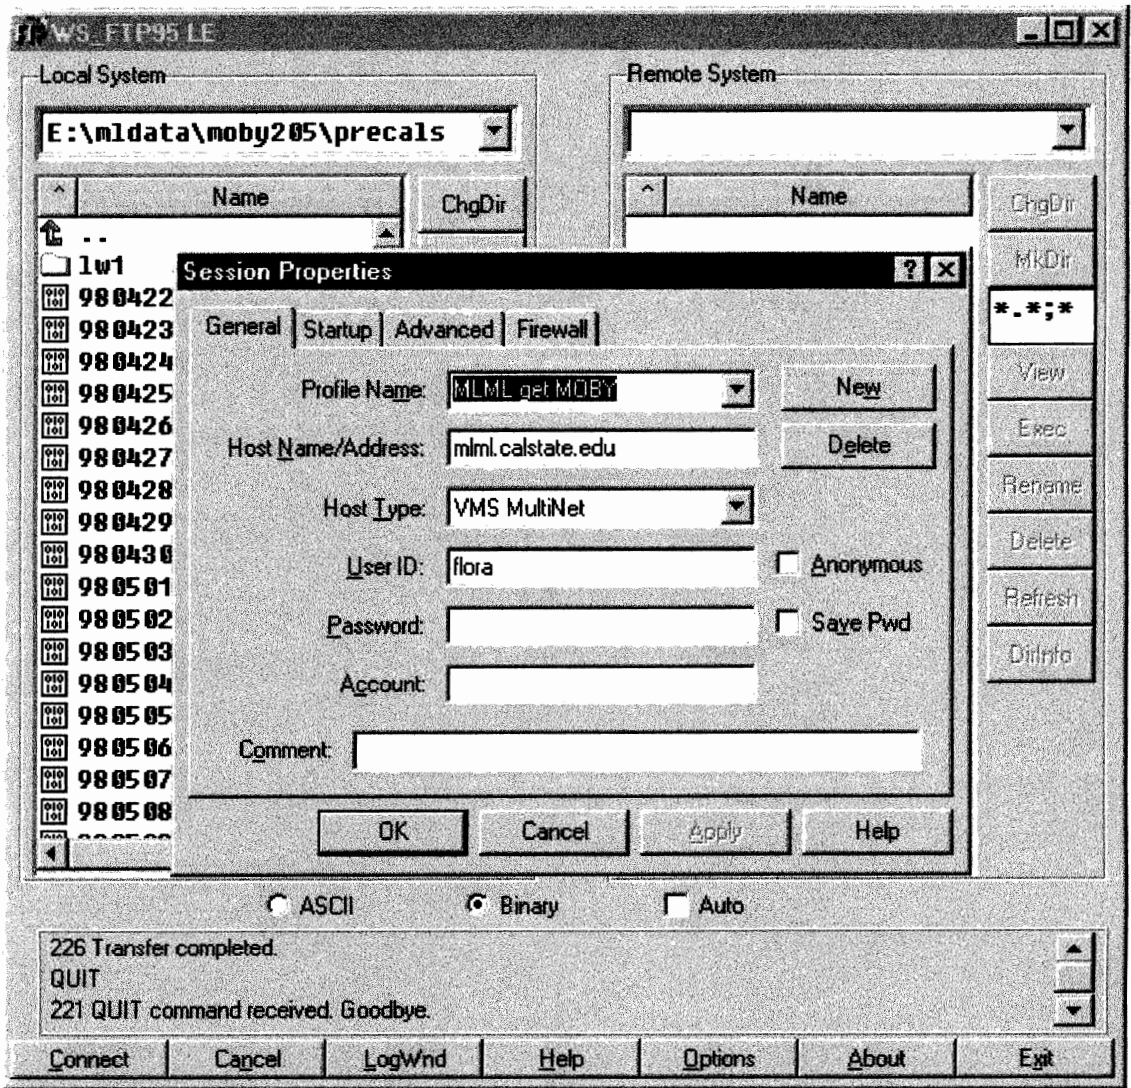 WS_FTP95 LE
Local System
Remote System
E:\mldata\moby205\precals
^ Name
ChgDir
^ Name
ChgDir
..
lw1
MkDir
*.*;*
View
Exec
Rename
Delete
Refresh
DirInfo
980422
980423
980424
980425
980426
980427
980428
980429
980430
980501
980502
980503
980504
980505
980506
980507
980508
Session Properties
General Startup Advanced Firewall
Profile Name: MLML get MOBY
New
Host Name/Address: mlml.calstate.edu
Delete
Host Type: VMS MultiNet
User ID: flora
Anonymous
Password:
Save Pwd
Account:
Comment:
OK Cancel Apply Help
ASCII Binary Auto
226 Transfer completed.
QUIT
221 QUIT command received. Goodbye.
Connect Cancel LogWnd Help Options About Exit